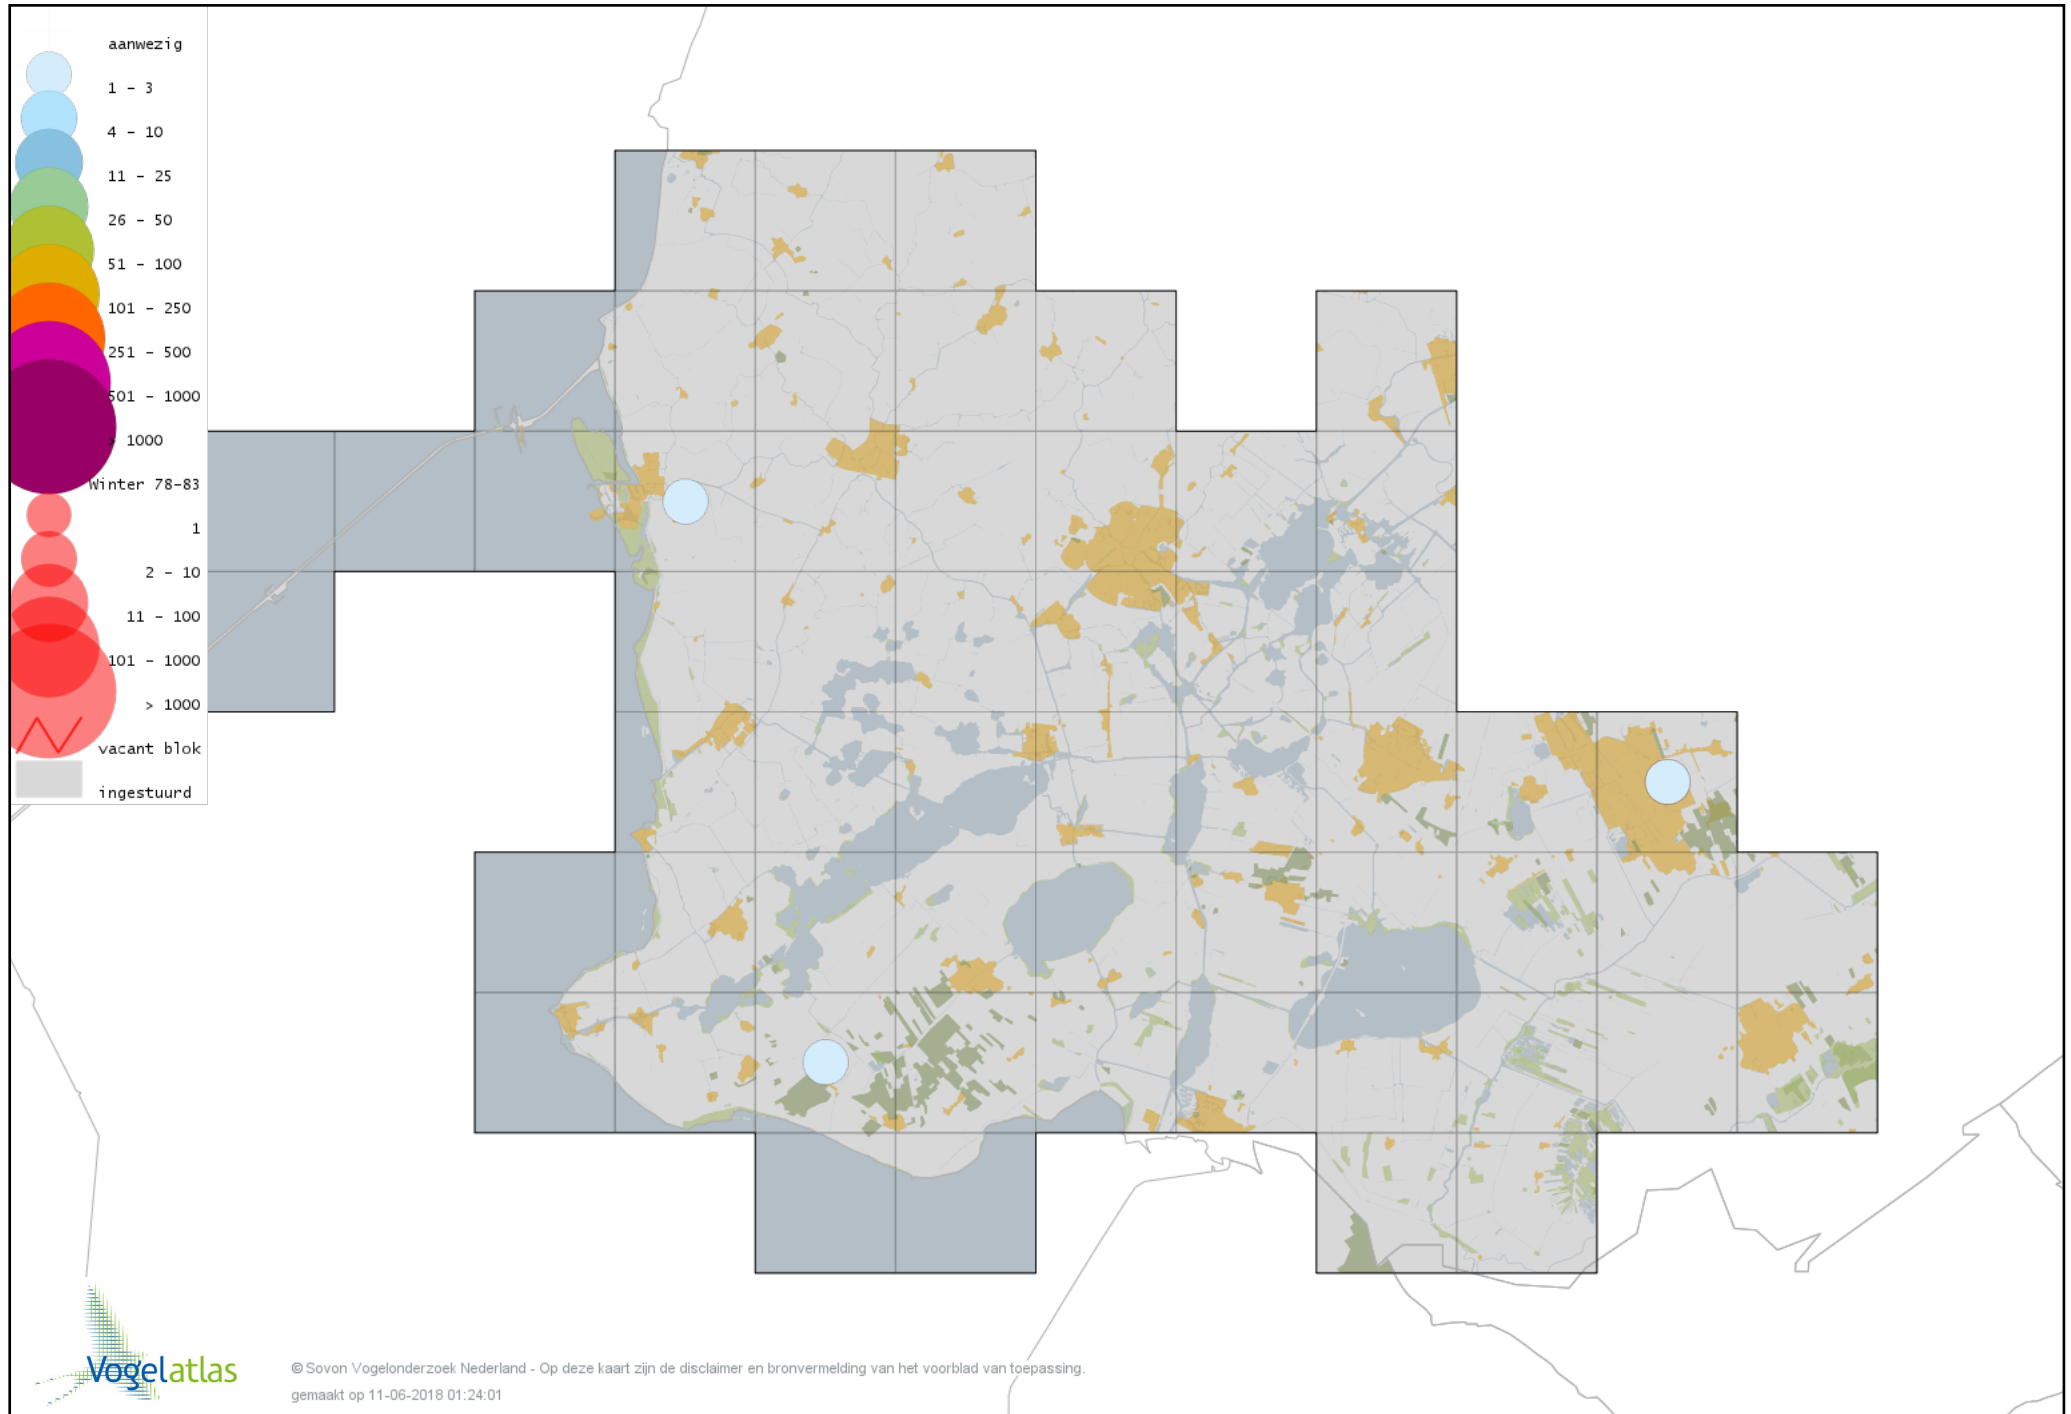 aanwezig
1 - 3
4 - 10
11 - 25
26 - 50
51 - 100
101 - 250
251 - 500
501 - 1000
> 1000
Winter 78-83
1
2 - 10
11 - 100
101 - 1000
> 1000
vacant blok
ingestuurd
Vogelatlas
© Sovon Vogelonderzoek Nederland - Op deze kaart zijn de disclaimer en bronvermelding van het voorblad van toepassing.
gemaakt op 11-06-2018 01:24:01